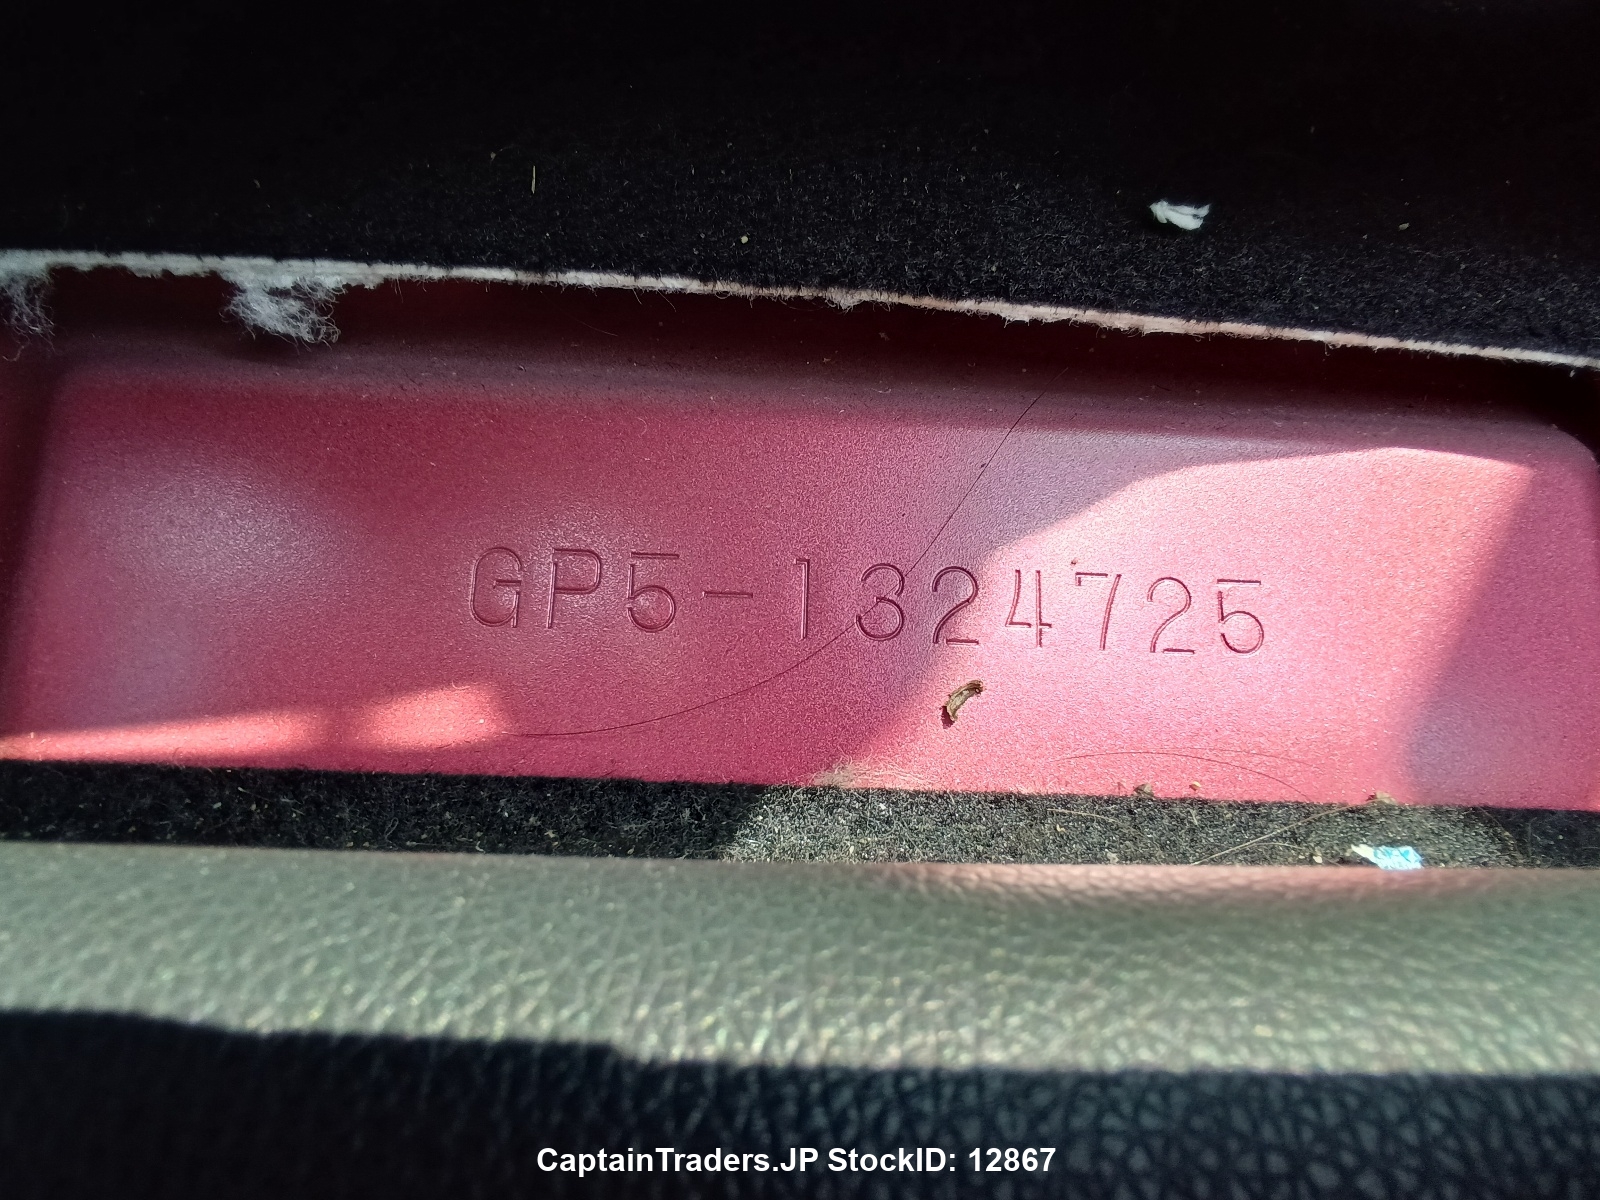 GP5-1324725
CaptainTraders.JP StockID: 12867